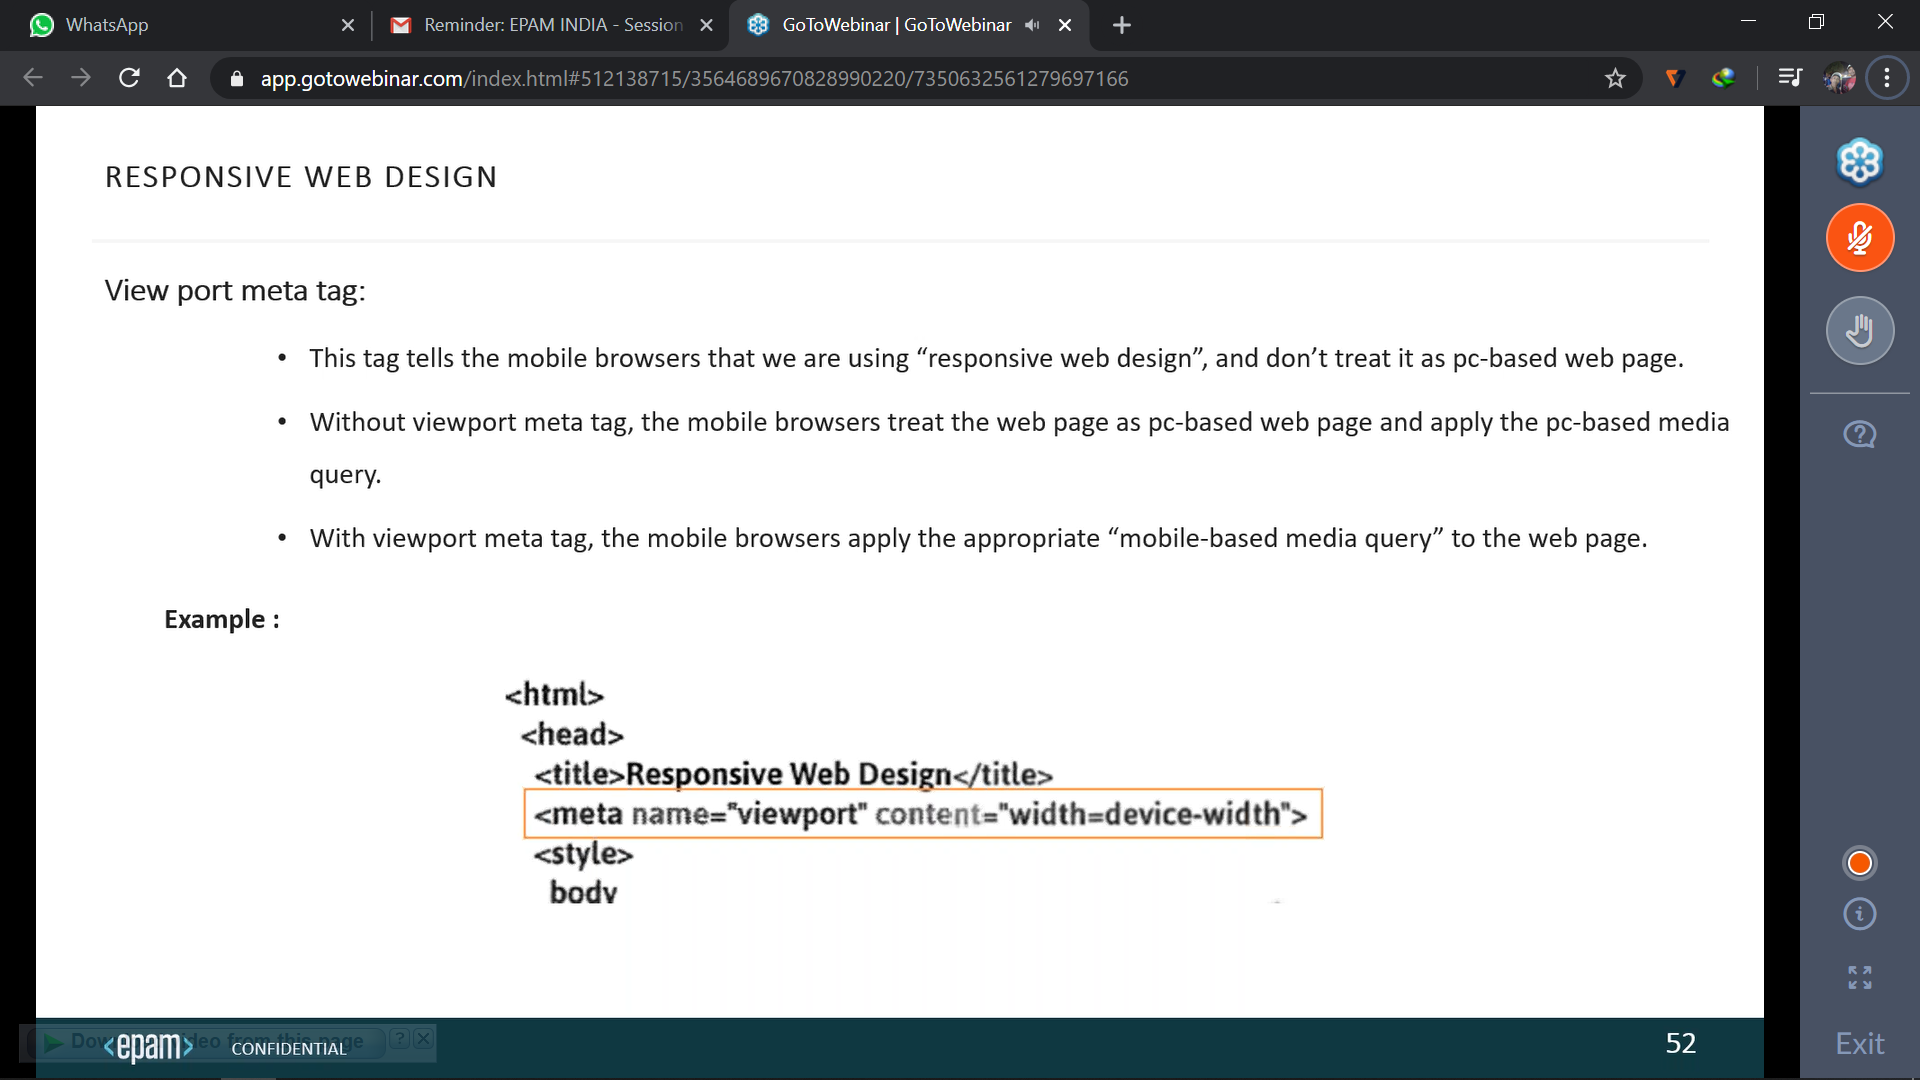 WhatsApp
Reminder: EPAM INDIA - Session
GoToWebinar | GoToWebinar
app.gotowebinar.com/index.html#512138715/3564689670828990220/7350632561279697166
RESPONSIVE WEB DESIGN
View port meta tag:
• This tag tells the mobile browsers that we are using “responsive web design”, and don’t treat it as pc-based web page.
• Without viewport meta tag, the mobile browsers treat the web page as pc-based web page and apply the pc-based media
query.
• With viewport meta tag, the mobile browsers apply the appropriate “mobile-based media query” to the web page.
Example :
<html>
<head>
<title>Responsive Web Design</title>
<meta name="viewport" content="width=device-width">
<style>
body
<epam> CONFIDENTIAL
from this page
?
52
Exit